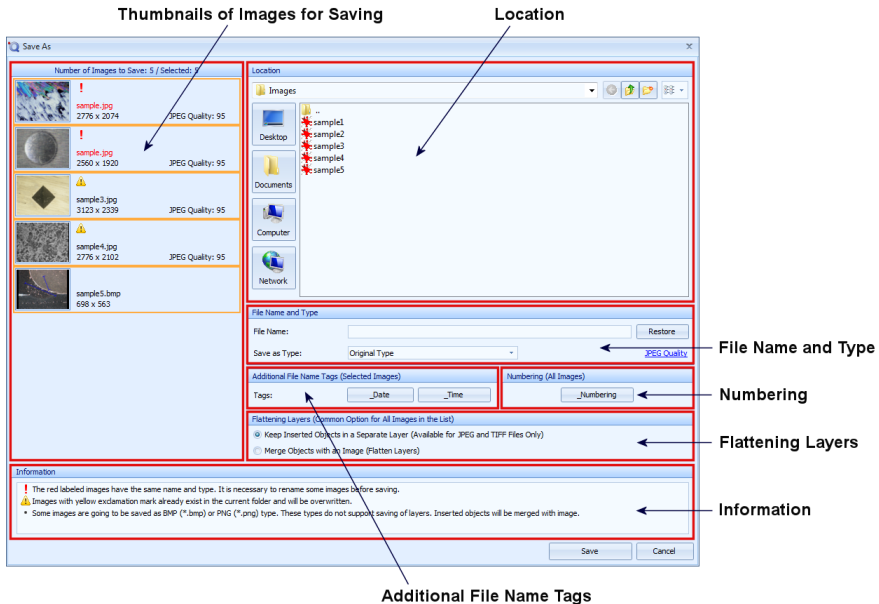 Thumbnails of Images for Saving
Location
Save As
Number of Images to Save: 5 / Selected: 5
sample.jpg
2776 x 2074 JPEG Quality: 95
sample.jpg
2560 x 1920 JPEG Quality: 95
sample3.jpg
3123 x 2339 JPEG Quality: 95
sample4.jpg
2776 x 2102 JPEG Quality: 95
sample5.bmp
698 x 563
Location
Images
Desktop
Documents
Computer
Network
..
sample1
sample2
sample3
sample4
sample5
File Name and Type
File Name:
Restore
Save as Type: Original Type JPEG Quality
File Name and Type
Additional File Name Tags (Selected Images)
Tags: _Date _Time
Numbering (All Images)
_Numbering
Numbering
Flattening Layers (Common Option for All Images in the List)
Keep Inserted Objects in a Separate Layer (Available for JPEG and TIFF Files Only)
Merge Objects with an Image (Flatten Layers)
Flattening Layers
Information
! The red labeled images have the same name and type. It is necessary to rename some images before saving.
Images with yellow exclamation mark already exist in the current folder and will be overwritten.
• Some images are going to be saved as BMP (*.bmp) or PNG (*.png) type. These types do not support saving of layers. Inserted objects will be merged with image.
Information
Save Cancel
Additional File Name Tags